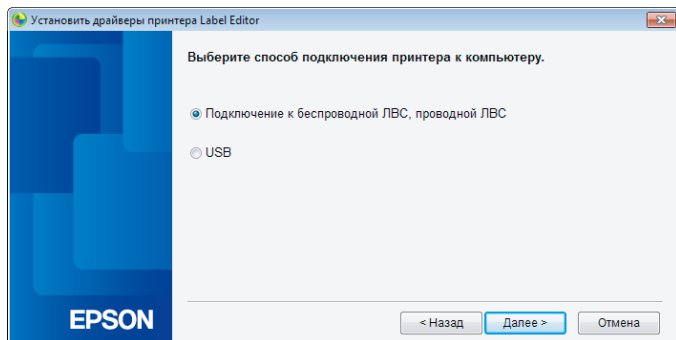 Установить драйверы принтера Label Editor
Выберите способ подключения принтера к компьютеру.
Подключение к беспроводной ЛВС, проводной ЛВС
USB
EPSON
< Назад
Далее >
Отмена